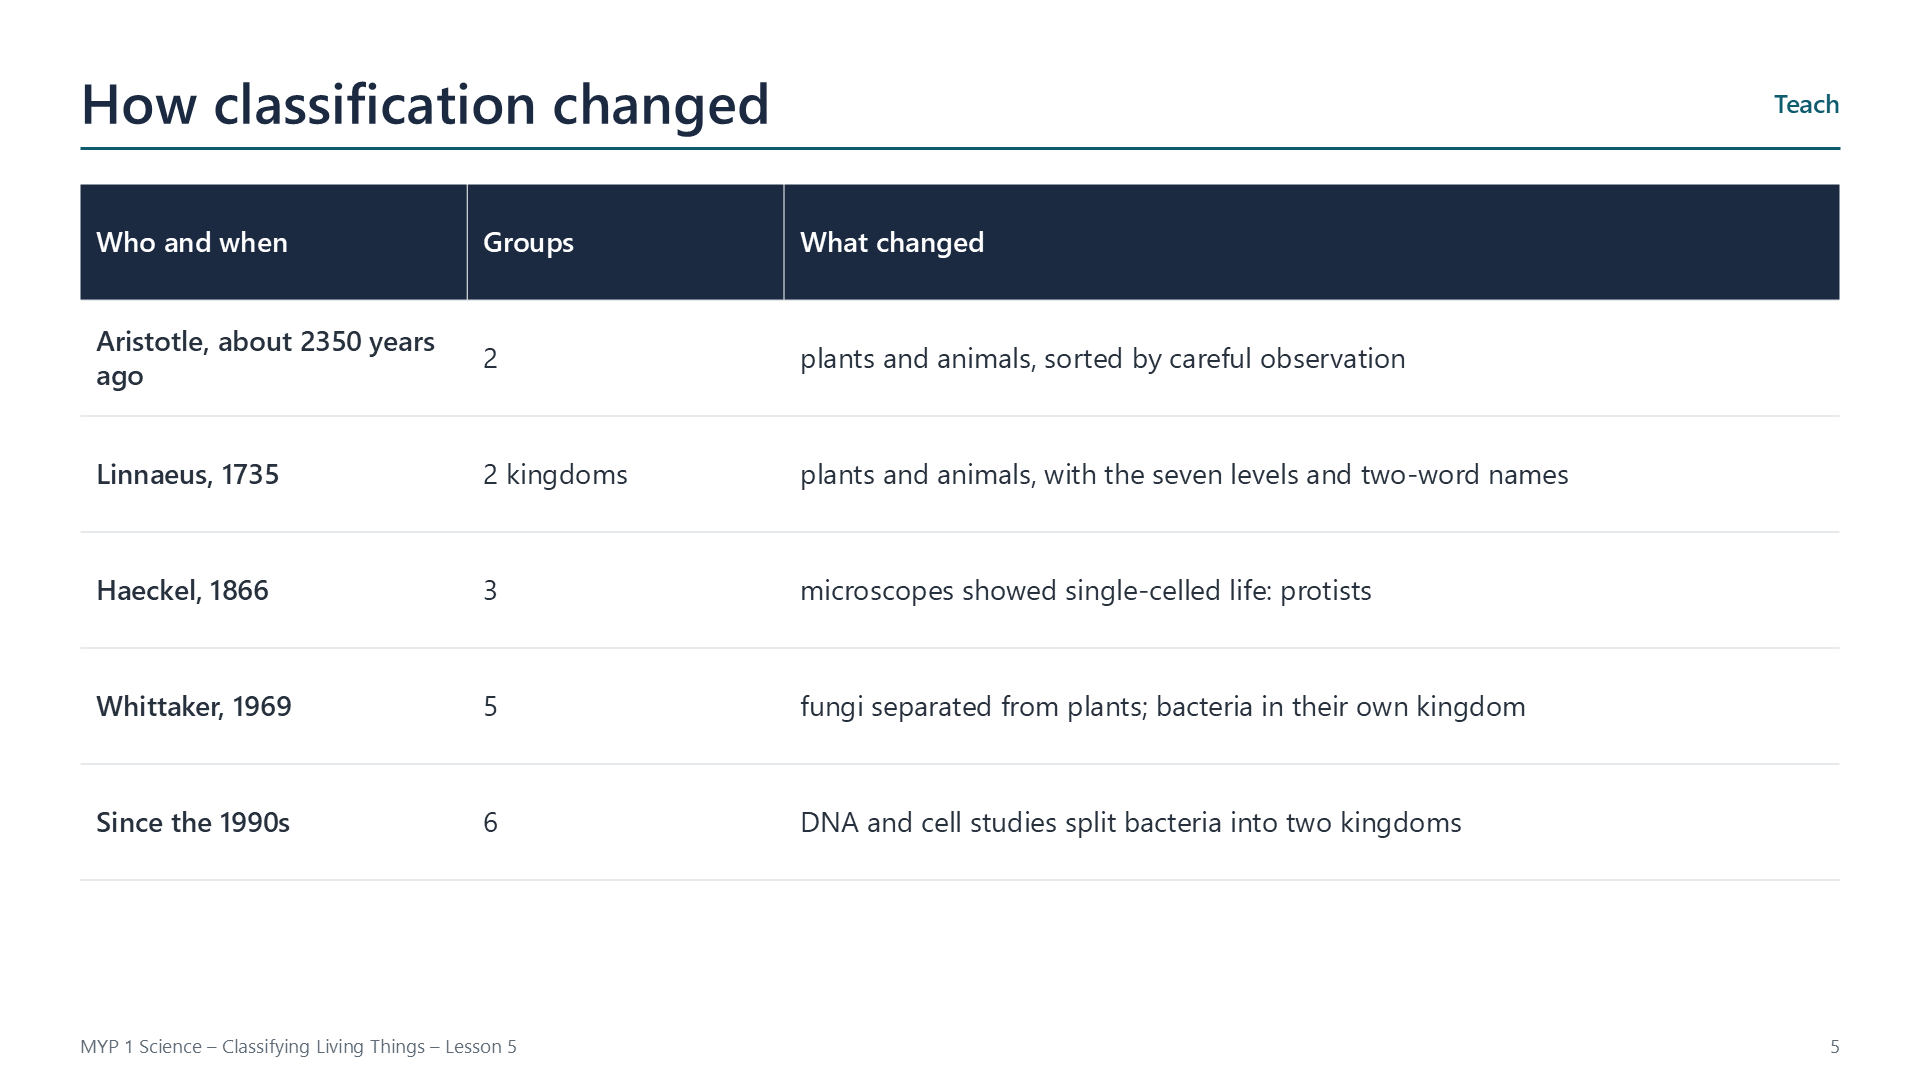 How classification changed
Teach
Who and when
Groups
What changed
Aristotle, about 2350 years
ago
2
plants and animals, sorted by careful observation
Linnaeus, 1735
2 kingdoms
plants and animals, with the seven levels and two-word names
Haeckel, 1866
3
microscopes showed single-celled life: protists
Whittaker, 1969
5
fungi separated from plants; bacteria in their own kingdom
Since the 1990s
6
DNA and cell studies split bacteria into two kingdoms
MYP 1 Science – Classifying Living Things – Lesson 5
5